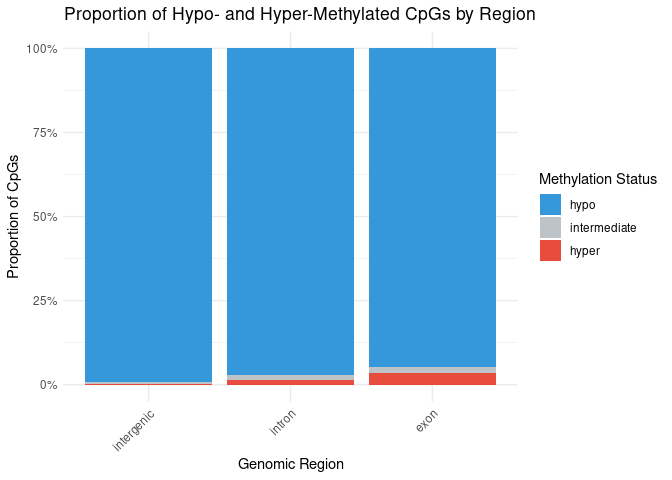 Proportion of Hypo- and Hyper-Methylated CpGs by Region
Proportion of CpGs
100%
75%
50%
25%
0%
intergenic
intron
exon
Genomic Region
Methylation Status
hypo
intermediate
hyper